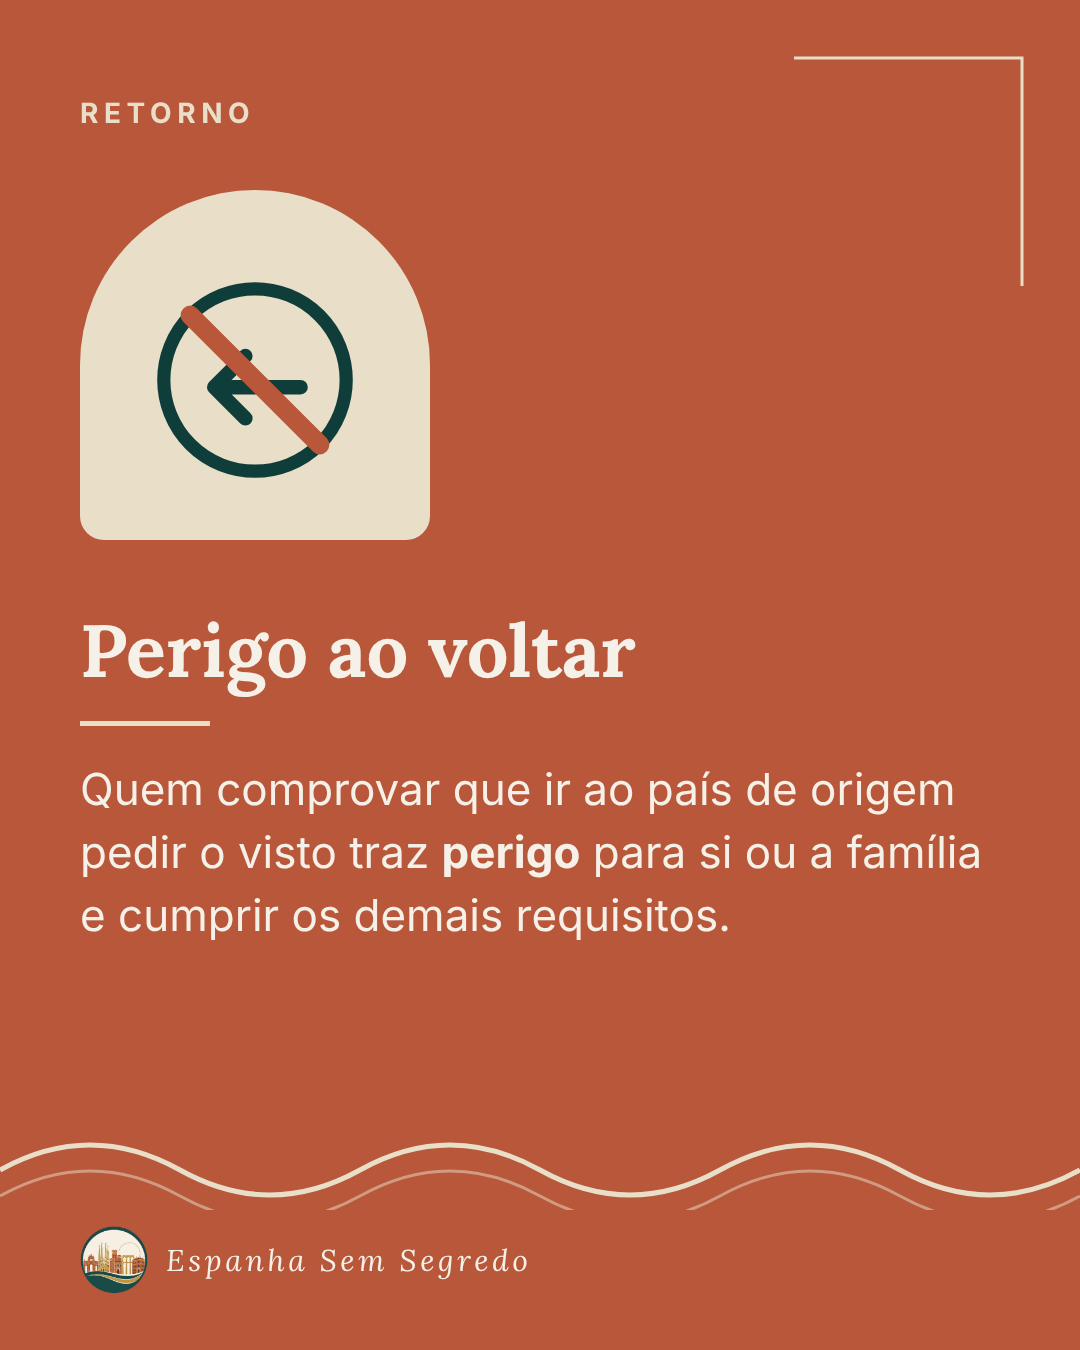 RETORNO
Perigo ao voltar
Quem comprovar que ir ao país de origem
pedir o visto traz perigo para si ou a família
e cumprir os demais requisitos.
Espanha Sem Segredo